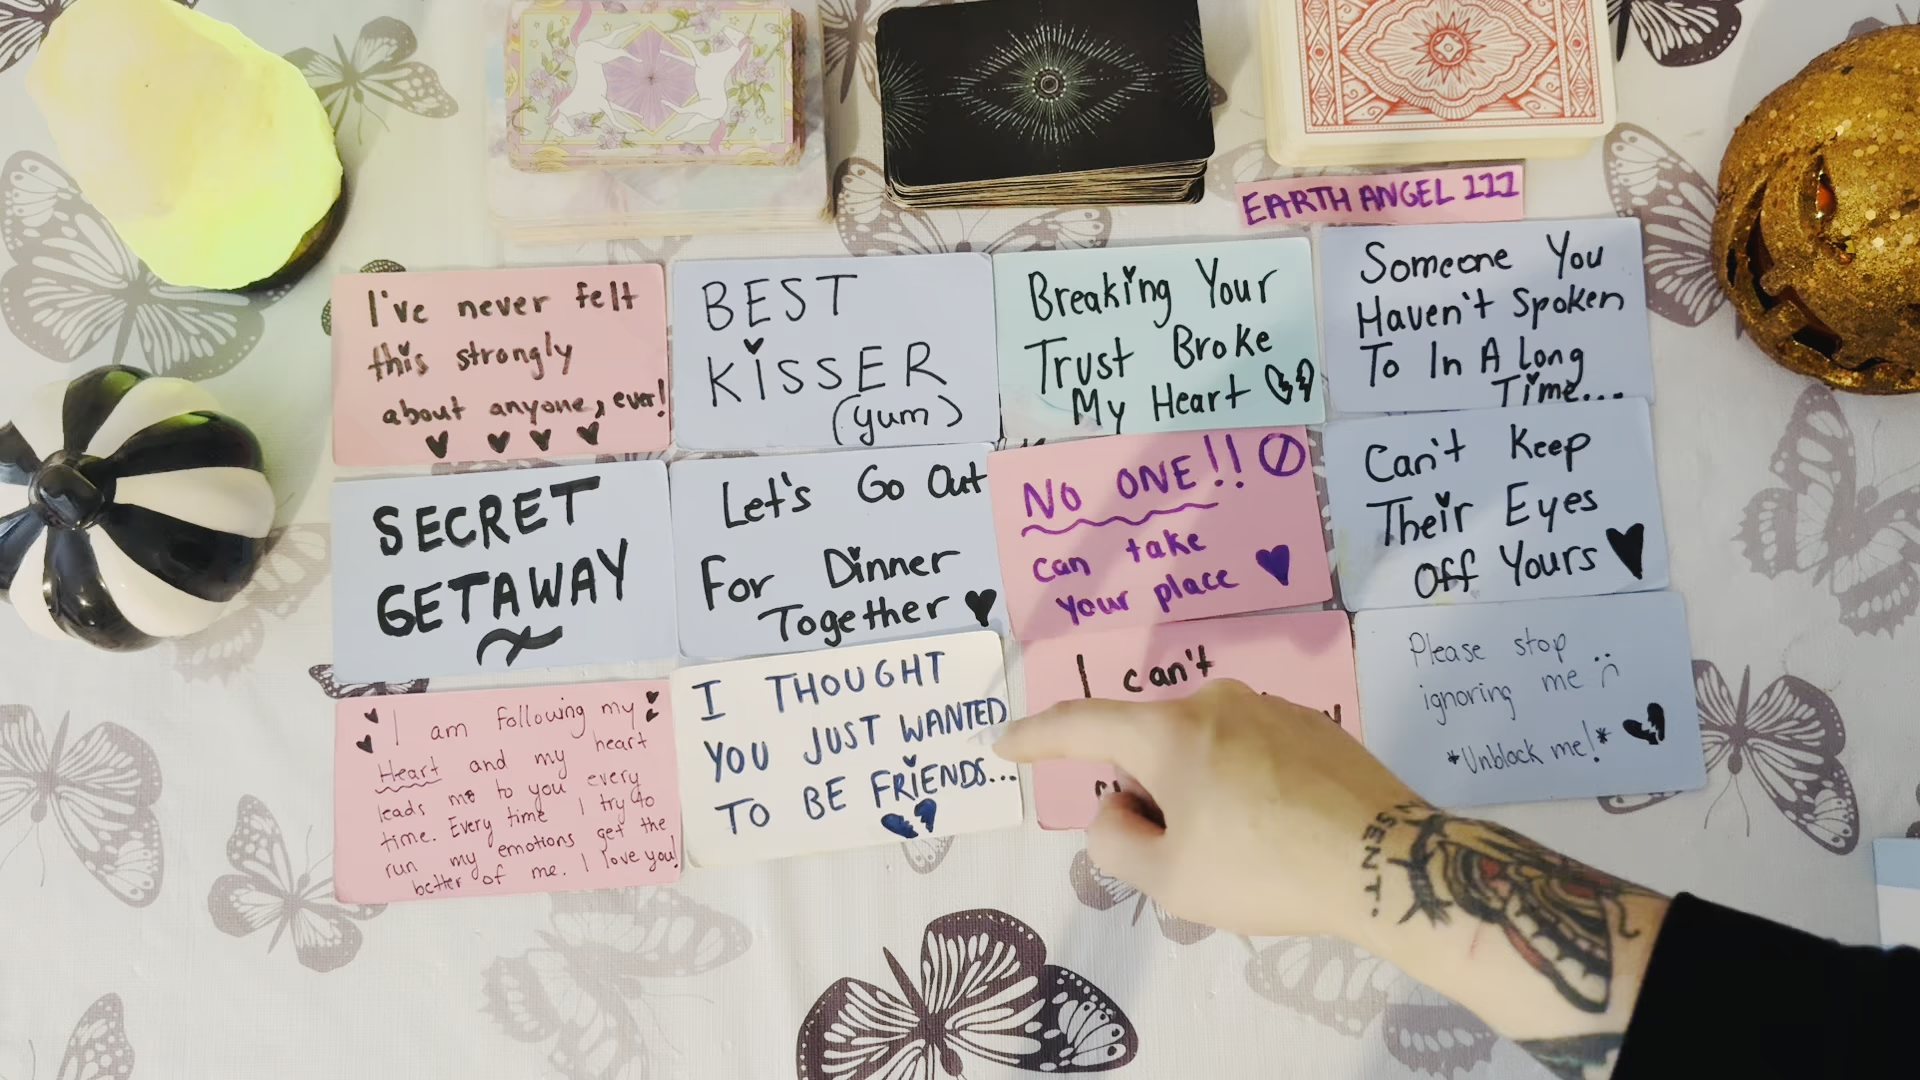 EARTH ANGEL 111
I've never felt
this strongly
about anyone, ever!
BEST
KISSER
(yum)
Breaking Your
Trust Broke
My Heart
Someone You
Haven't Spoken
To In A long
Time...
SECRET
GETAWAY
Let's Go Out
For Dinner
Together
NO ONE!!
can take
your place
Can't Keep
Their Eyes
Off Yours
I am following my
Heart and my heart
leads me to you every
time. Every time I try to
run my emotions get the
better of me. I love you!
I THOUGHT
YOU JUST WANTED
TO BE FRIENDS...
I can't
Please stop
ignoring me
*Unblock me!*
SENT.